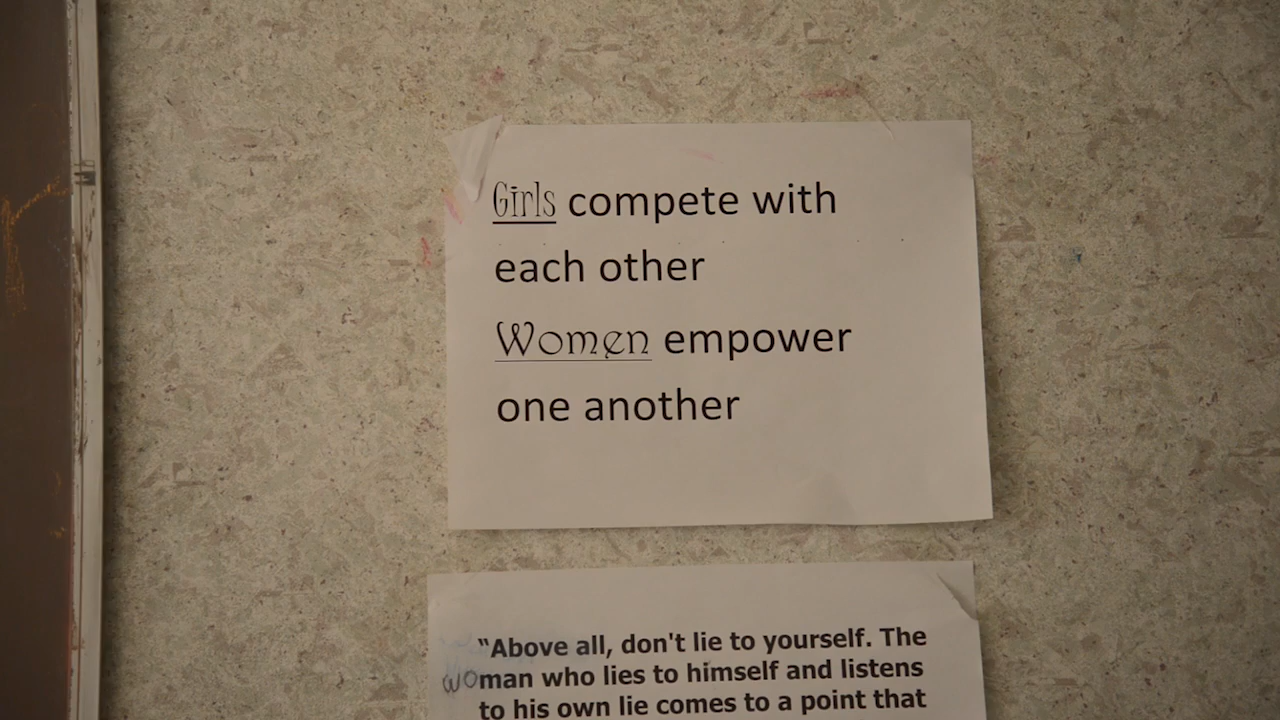 Girls compete with
each other
Women empower
one another
“Above all, don't lie to yourself. The
woman who lies to himself and listens
to his own lie comes to a point that